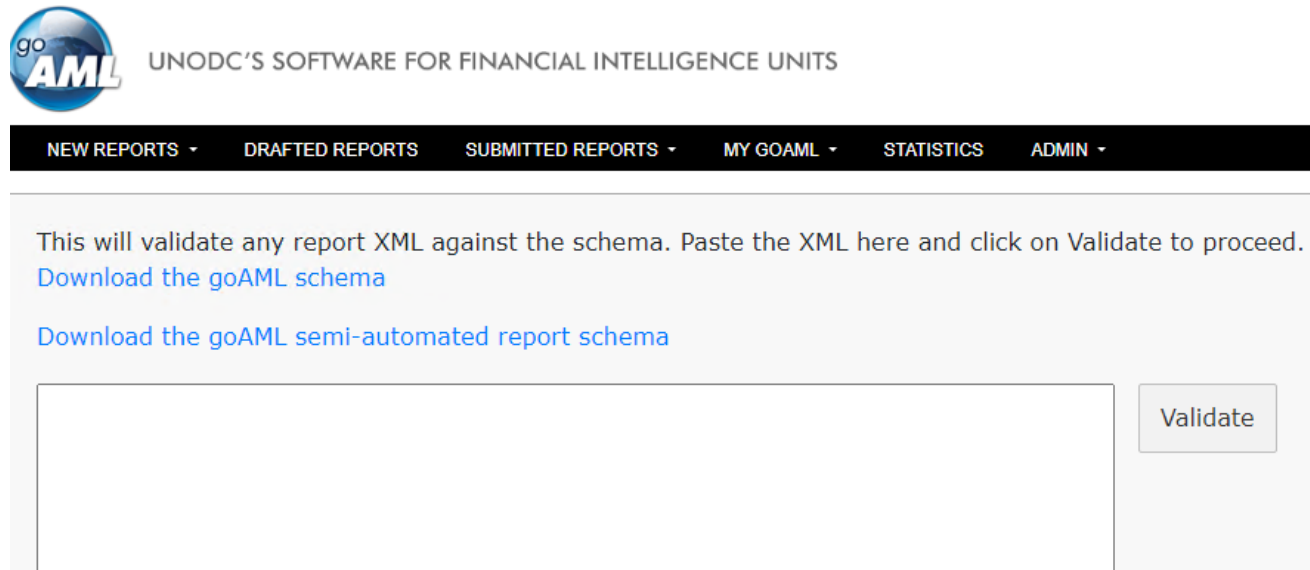 go
AML
UNODC'S SOFTWARE FOR FINANCIAL INTELLIGENCE UNITS
NEW REPORTS DRAFTED REPORTS SUBMITTED REPORTS MY GOAML STATISTICS ADMIN
This will validate any report XML against the schema. Paste the XML here and click on Validate to proceed.
Download the goAML schema
Download the goAML semi-automated report schema
Validate